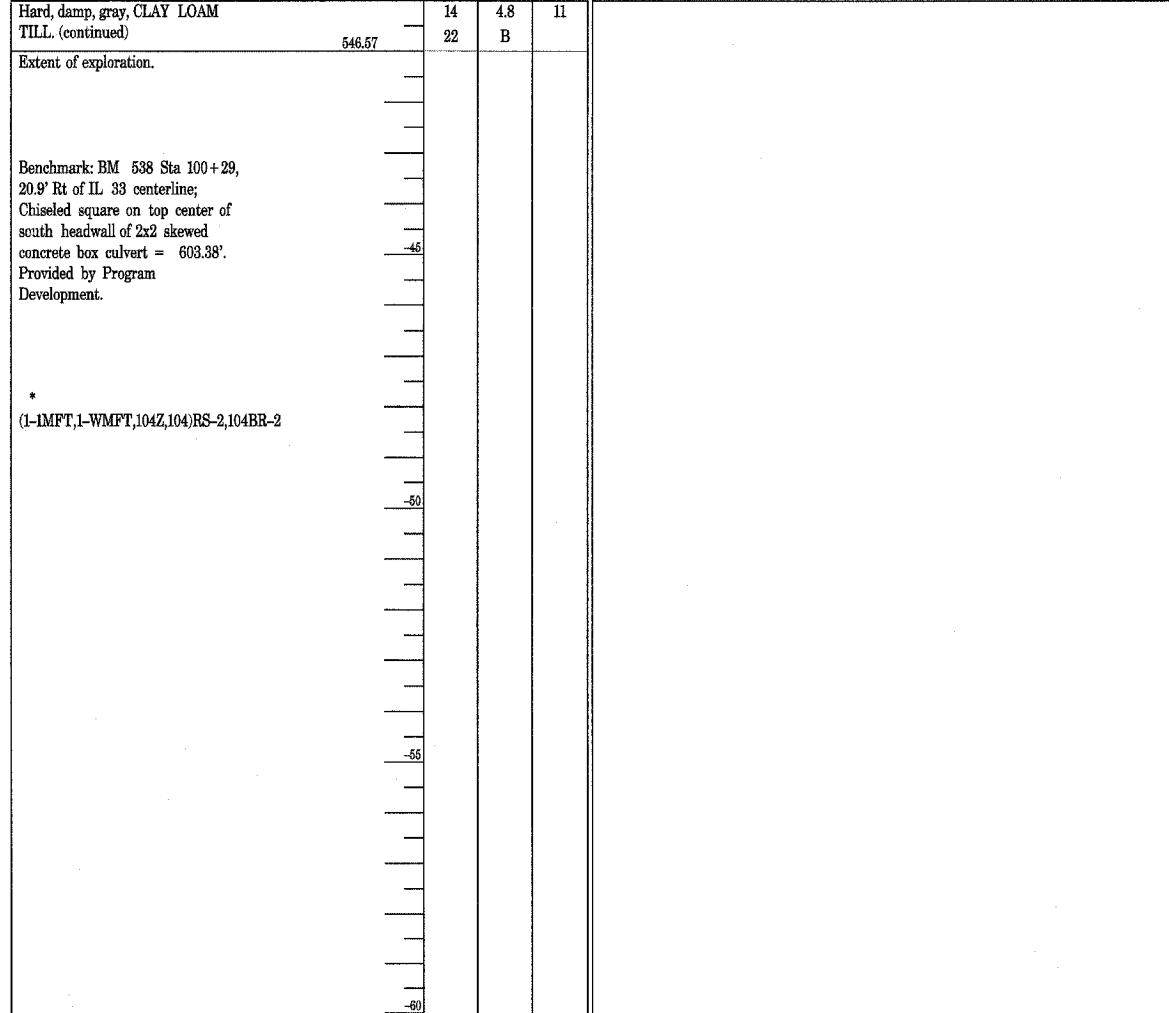 Hard, damp, gray, CLAY LOAM 14 4.8 11
TILL. (continued) 546.57 22 B
Extent of exploration.
Benchmark: BM 538 Sta 100+29,
20.9' Rt of IL 33 centerline;
Chiseled square on top center of
south headwall of 2x2 skewed
concrete box culvert = 603.38'.
-45
Provided by Program
Development.
*
(1-1MFT,1-WMFT,104Z,104)RS-2,104BR-2
-50
-55
-60